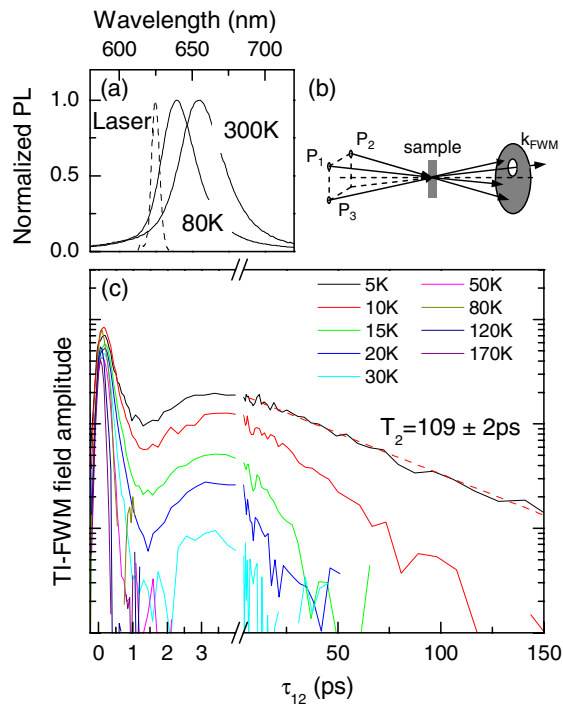 Wavelength (nm)
600 650 700
(a)
(b)
Normalized PL
1.0
0.5
0.0
Laser
300K
80K
P1
P2
P3
sample
kFWM
(c)
5K 50K
10K 80K
15K 120K
20K 170K
30K
T2=109 ± 2ps
TI-FWM field amplitude
0 1 2 3 50 100 150
τ12 (ps)